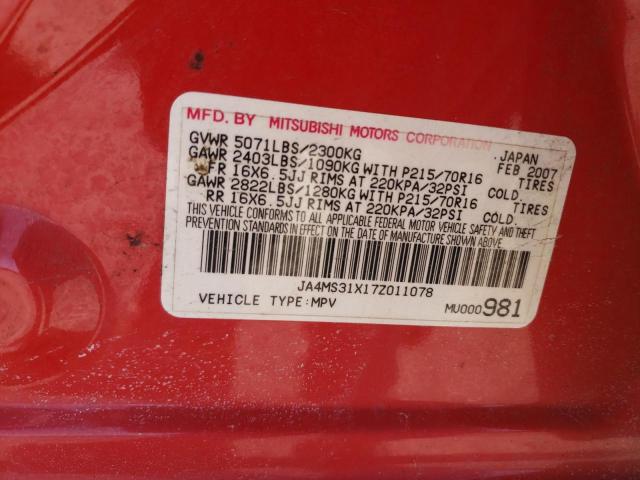 MFD. BY MITSUBISHI MOTORS CORPORATION
GVWR 5071LBS/2300KG JAPAN FEB 2007
GAWR 2403LBS/1090KG WITH P215/70R16 TIRES
FR 16X6.5JJ RIMS AT 220KPA/32PSI COLD.
GAWR 2822LBS/1280KG WITH P215/70R16 TIRES
RR 16X6.5JJ RIMS AT 220KPA/32PSI COLD.
THIS VEHICLE CONFORMS TO ALL APPLICABLE FEDERAL MOTOR VEHICLE SAFETY AND THEFT
PREVENTION STANDARDS IN EFFECT ON THE DATE OF MANUFACTURE SHOWN ABOVE.
JA4MS31X17Z011078
VEHICLE TYPE:MPV MU000981